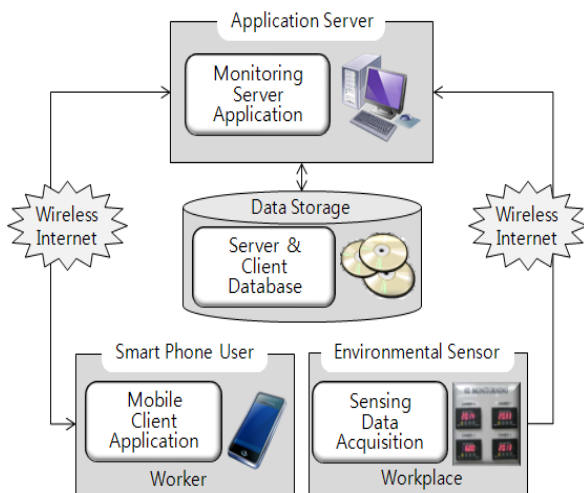 Application Server
Monitoring
Server
Application
Wireless
Internet
Wireless
Internet
Data Storage
Server &
Client
Database
Smart Phone User
Mobile
Client
Application
Worker
Environmental Sensor
Sensing
Data
Acquisition
Workplace